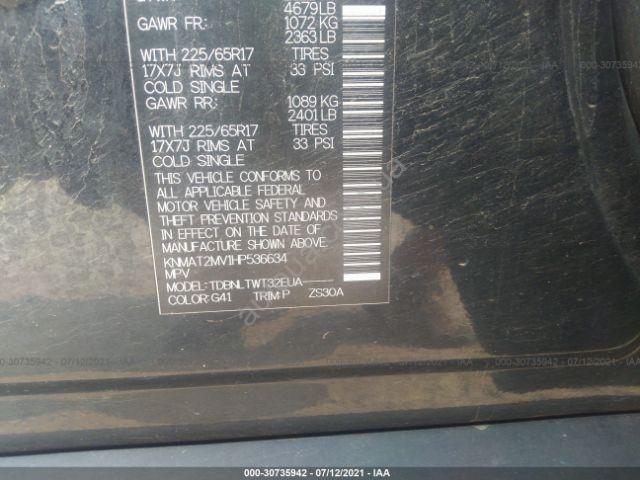 4679LB
GAWR FR: 1072 KG
2363 LB
WITH 225/65R17 TIRES
17X7J RIMS AT 33 PSI
COLD SINGLE
GAWR RR: 1089 KG
2401 LB
WITH 225/65R17 TIRES
17X7J RIMS AT 33 PSI
COLD SINGLE
THIS VEHICLE CONFORMS TO
ALL APPLICABLE FEDERAL
MOTOR VEHICLE SAFETY AND
THEFT PREVENTION STANDARDS
IN EFFECT ON THE DATE OF
MANUFACTURE SHOWN ABOVE.
KNMAT2MV1HP536634
MPV
MODEL: TDBNLTWT32EUA-----
COLOR: G41 TRIM:P ZS30A
000-30735942 - 07/12/2021 - IAA